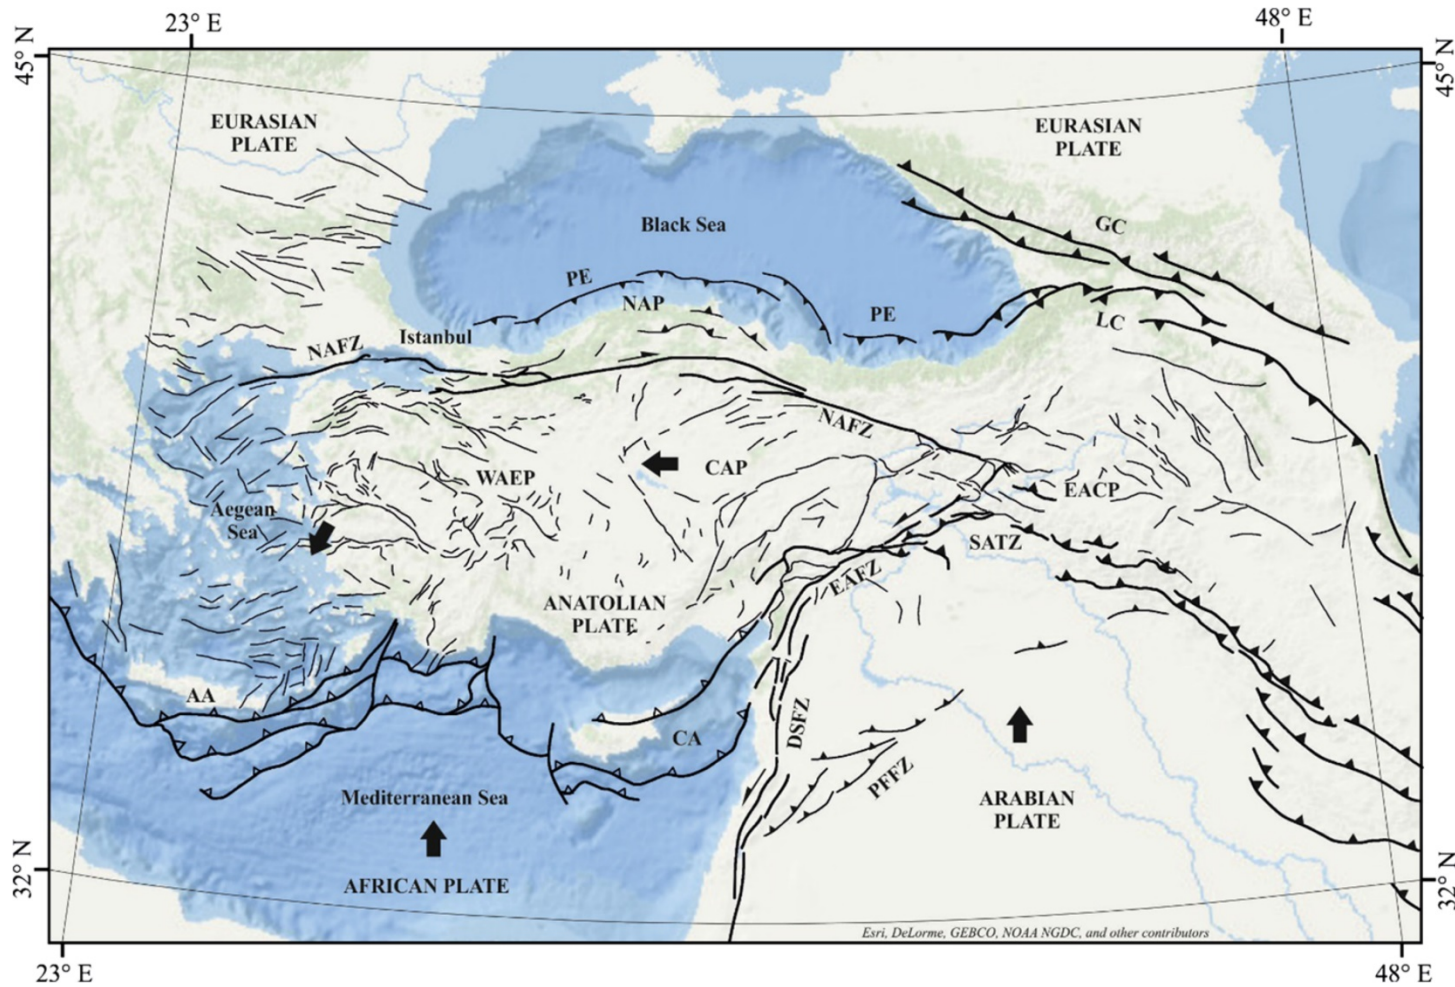 23° E
48° E
45° N
45° N
EURASIAN
PLATE
EURASIAN
PLATE
Black Sea
GC
PE
NAP
PE
LC
Istanbul
NAFZ
NAFZ
WAEP
CAP
EACP
Aegean
Sea
SATZ
EAFZ
ANATOLIAN
PLATE
AA
CA
DSFZ
PFFZ
Mediterranean Sea
ARABIAN
PLATE
32° N
32° N
AFRICAN PLATE
Esri, DeLorme, GEBCO, NOAA NGDC, and other contributors
23° E
48° E